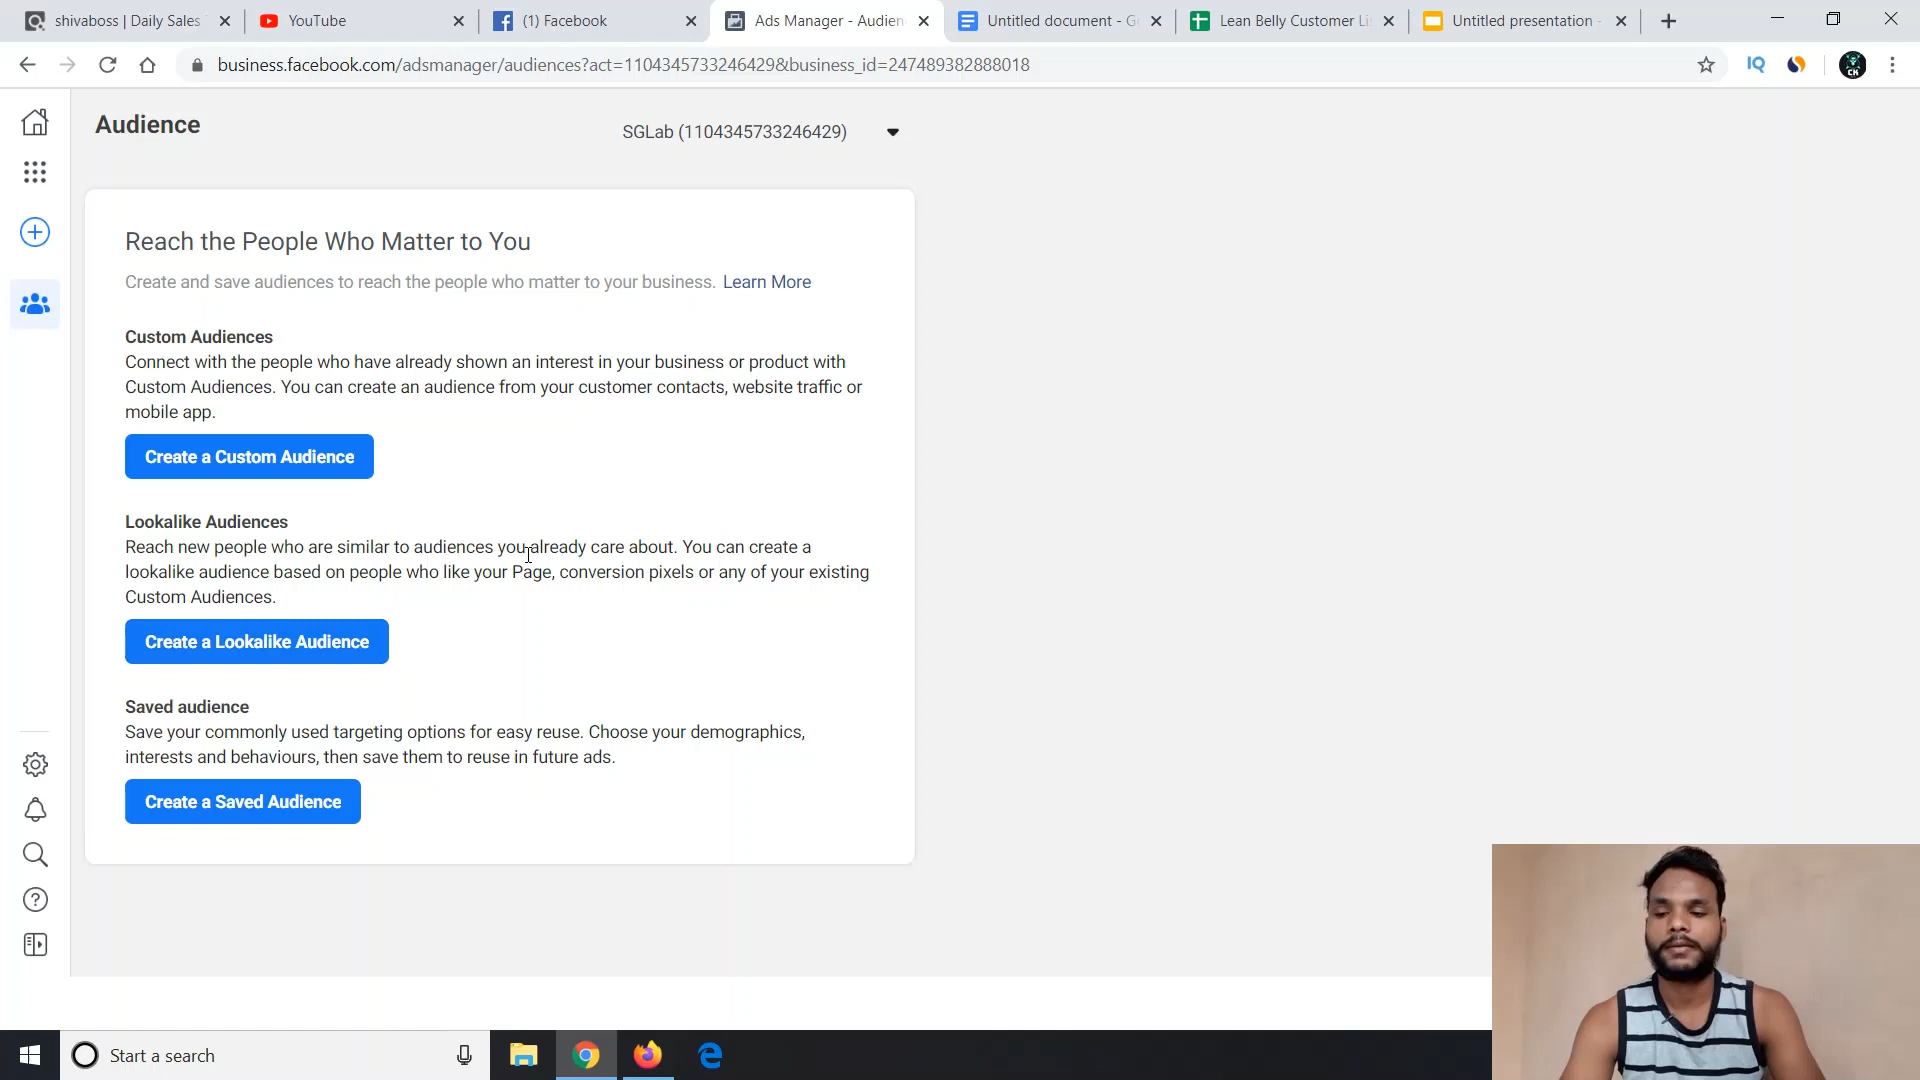 shivaboss | Daily Sales
YouTube
(1) Facebook
Ads Manager - Audien
Untitled document - G
Lean Belly Customer Li
Untitled presentation -
business.facebook.com/adsmanager/audiences?act=1104345733246429&business_id=247489382888018
IQ
CK
Audience
SGLab (1104345733246429)
Reach the People Who Matter to You
Create and save audiences to reach the people who matter to your business. Learn More
Custom Audiences
Connect with the people who have already shown an interest in your business or product with
Custom Audiences. You can create an audience from your customer contacts, website traffic or
mobile app.
Create a Custom Audience
Lookalike Audiences
Reach new people who are similar to audiences you already care about. You can create a
lookalike audience based on people who like your Page, conversion pixels or any of your existing
Custom Audiences.
Create a Lookalike Audience
Saved audience
Save your commonly used targeting options for easy reuse. Choose your demographics,
interests and behaviours, then save them to reuse in future ads.
Create a Saved Audience
Start a search